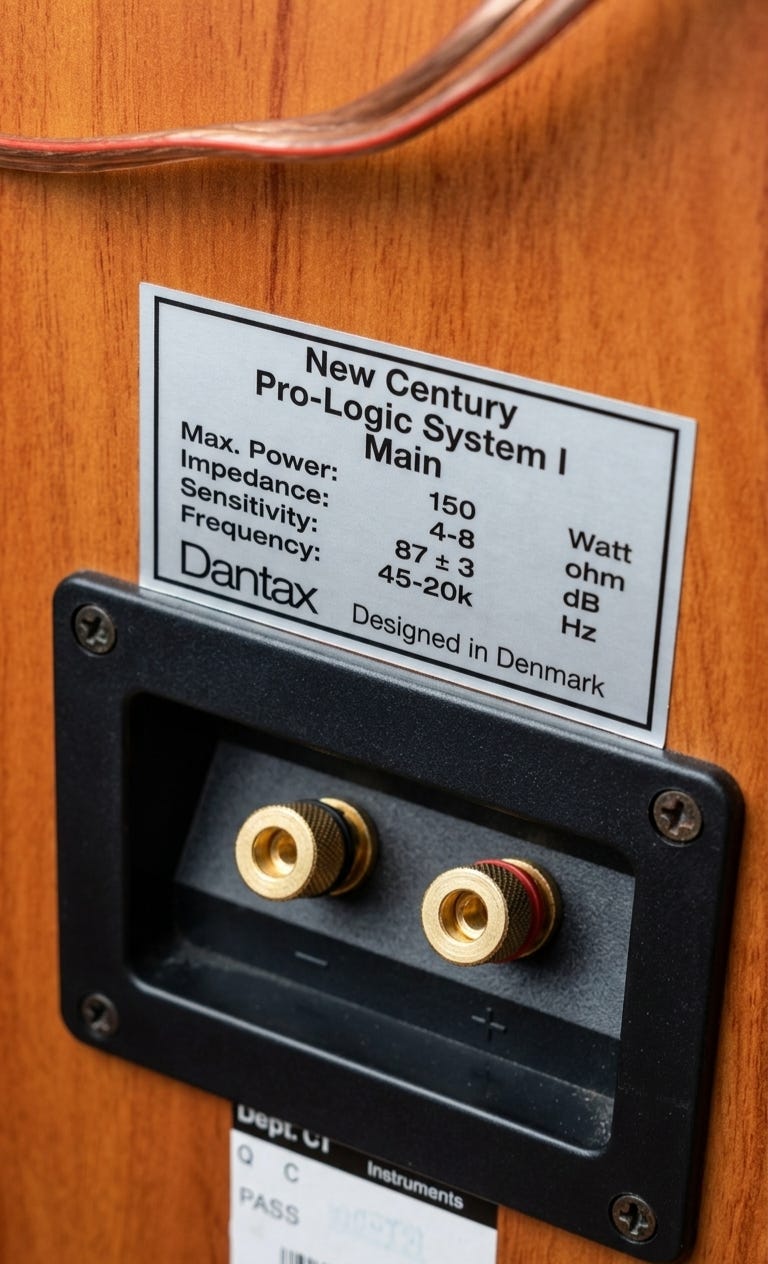 New Century
Pro-Logic System I
Main
Max. Power: 150 Watt
Impedance: 4-8 ohm
Sensitivity: 87 ± 3 dB
Frequency: 45-20k Hz
Dantax Designed in Denmark
-
+
Dept. CT
Instruments
Q C
PASS